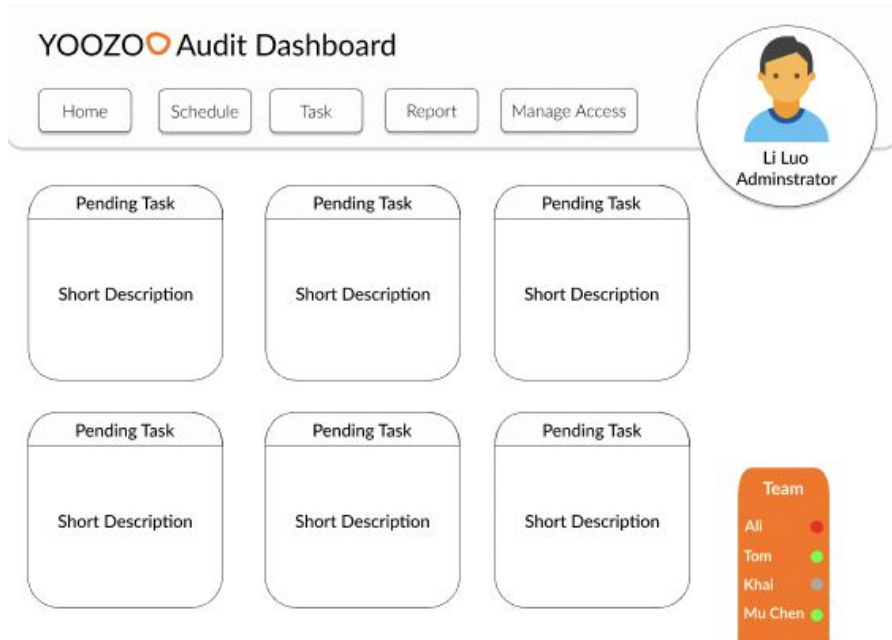 YOOZOO Audit Dashboard
Home
Schedule
Task
Report
Manage Access
Li Luo
Adminstrator
Pending Task
Pending Task
Pending Task
Short Description
Short Description
Short Description
Pending Task
Pending Task
Pending Task
Short Description
Short Description
Short Description
Team
Ali
Tom
Khai
Mu Chen